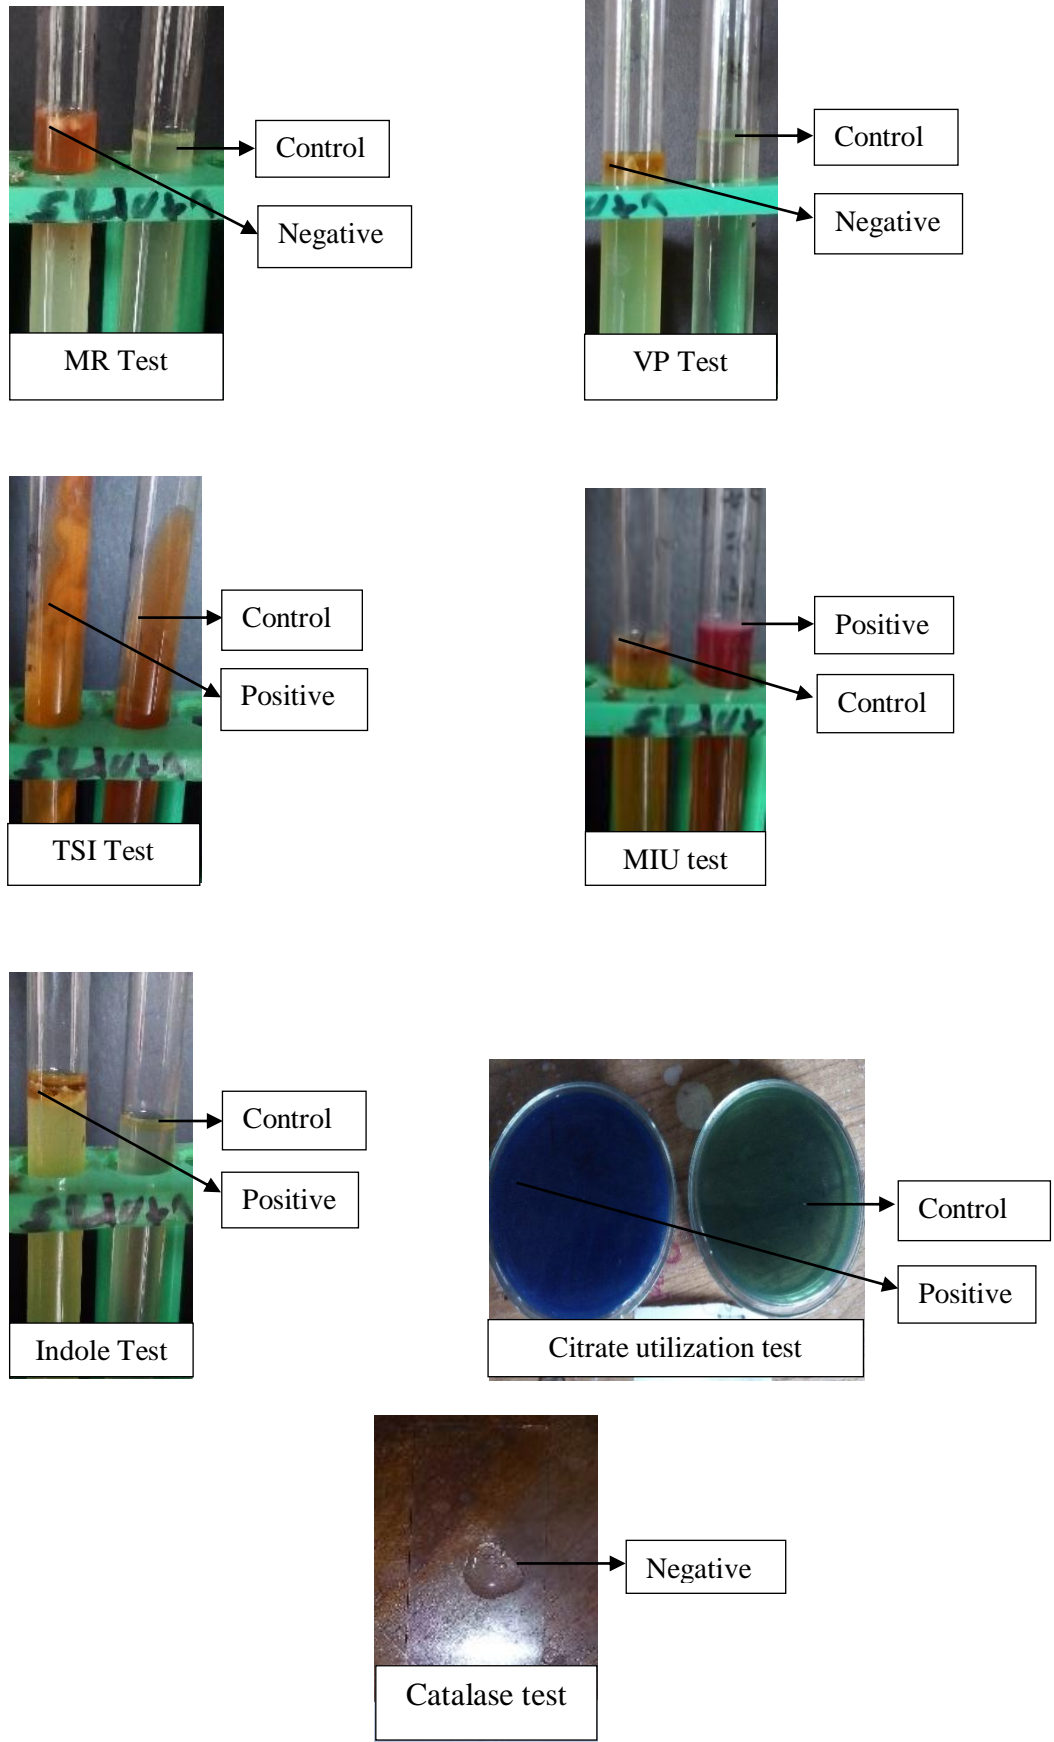 Control
Negative
MR Test
Control
Negative
VP Test
Control
Positive
TSI Test
Positive
Control
MIU test
Control
Positive
Indole Test
Control
Positive
Citrate utilization test
Negative
Catalase test